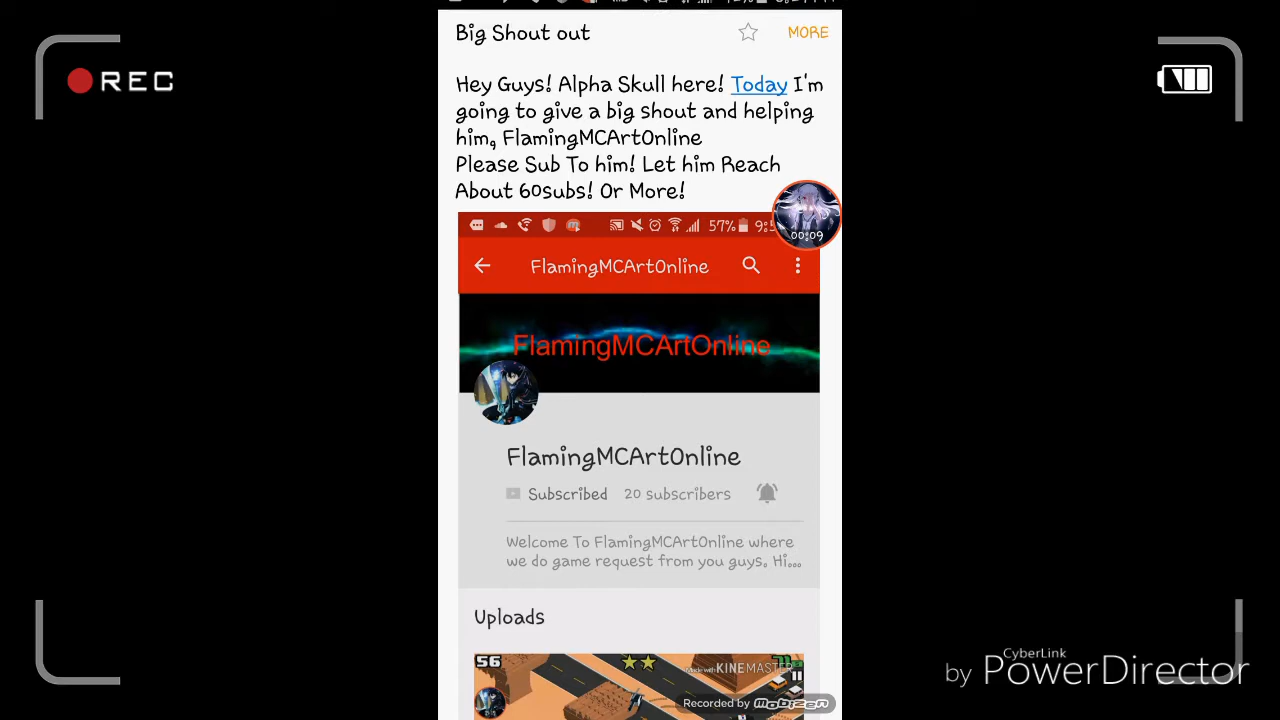 REC
Big Shout out
MORE
Hey Guys! Alpha Skull here! Today I'm
going to give a big shout and helping
him, FlamingMCArtOnline
Please Sub To him! Let him Reach
About 60subs! Or More!
00:09
57%
FlamingMCArtOnline
FlamingMCArtOnline
FlamingMCArtOnline
Subscribed 20 subscribers
Welcome To FlamingMCArtOnline where
we do game request from you guys. Hi...
Uploads
56
Made with KINEMASTER
Recorded by mobizen
CyberLink
by PowerDirector